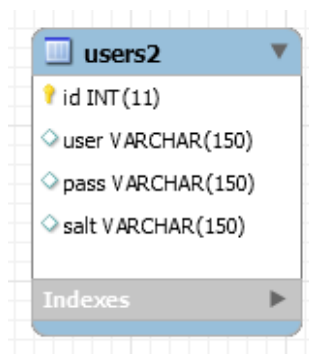 users2
id INT(11)
user VARCHAR(150)
pass VARCHAR(150)
salt VARCHAR(150)
Indexes